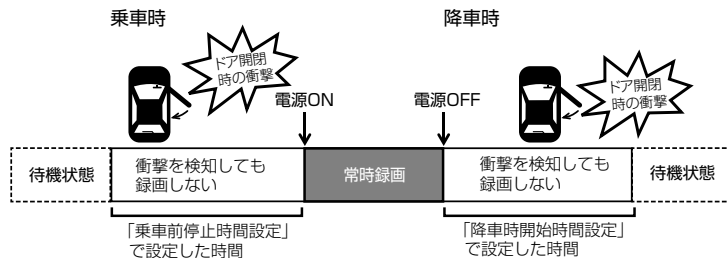 乗車時
降車時
ドア開閉
時の衝撃
ドア開閉
時の衝撃
電源ON
電源OFF
待機状態
衝撃を検知しても
録画しない
常時録画
衝撃を検知しても
録画しない
待機状態
「乗車前停止時間設定」
で設定した時間
「降車時開始時間設定」
で設定した時間